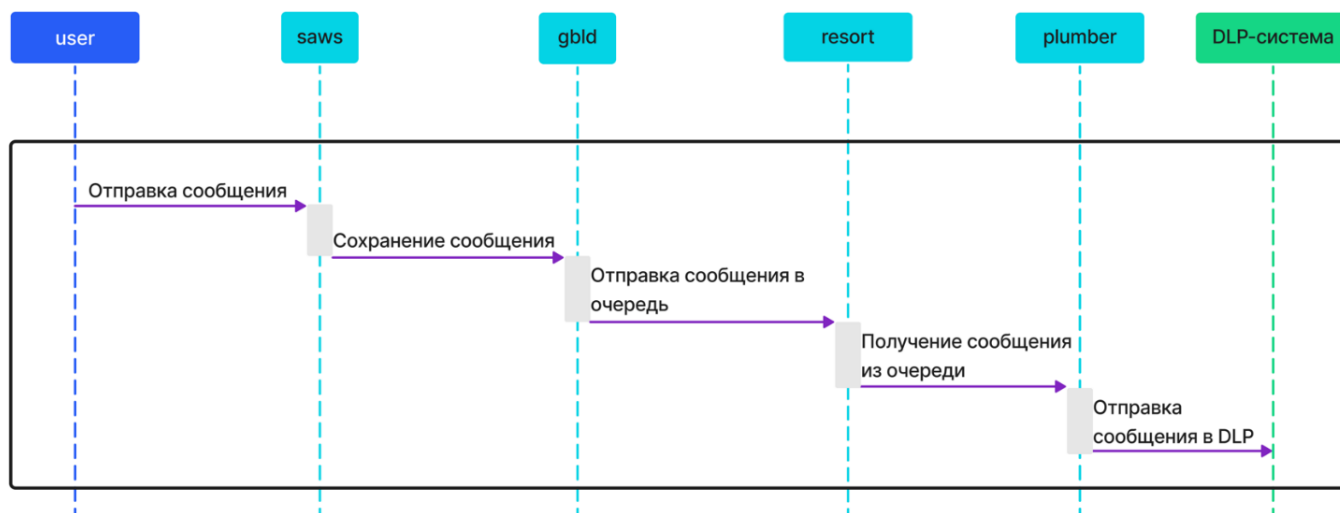 user
saws
gbld
resort
plumber
DLP-система
Отправка сообщения
Сохранение сообщения
Отправка сообщения в
очередь
Получение сообщения
из очереди
Отправка
сообщения в DLP